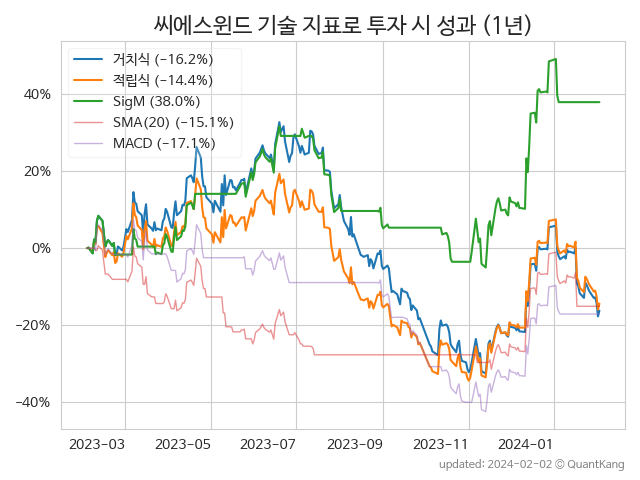 씨에스윈드 기술 지표로 투자 시 성과 (1년)
거치식 (−16.2%)
적립식 (−14.4%)
SigM (38.0%)
SMA(20) (−15.1%)
MACD (−17.1%)
40%
20%
0%
−20%
−40%
2023−03 2023−05 2023−07 2023−09 2023−11 2024−01
updated: 2024−02−02 © QuantKang